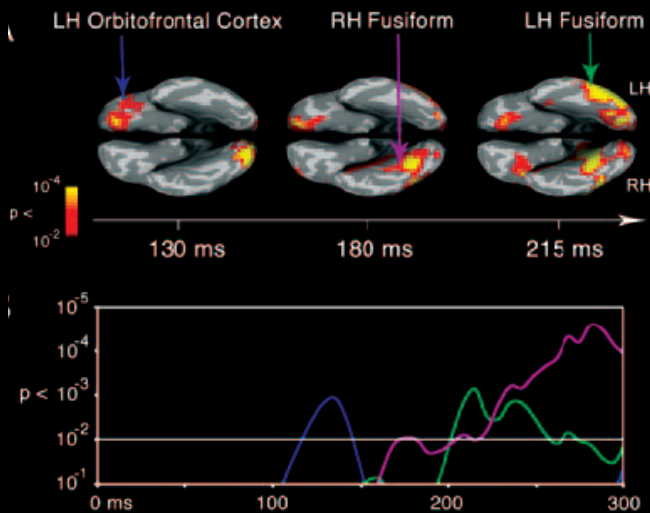 LH Orbitofrontal Cortex RH Fusiform LH Fusiform
LH
10-4
p <
10-2
RH
130 ms 180 ms 215 ms
10-5
10-4
p < 10-3
10-2
10-1
0 ms 100 200 300